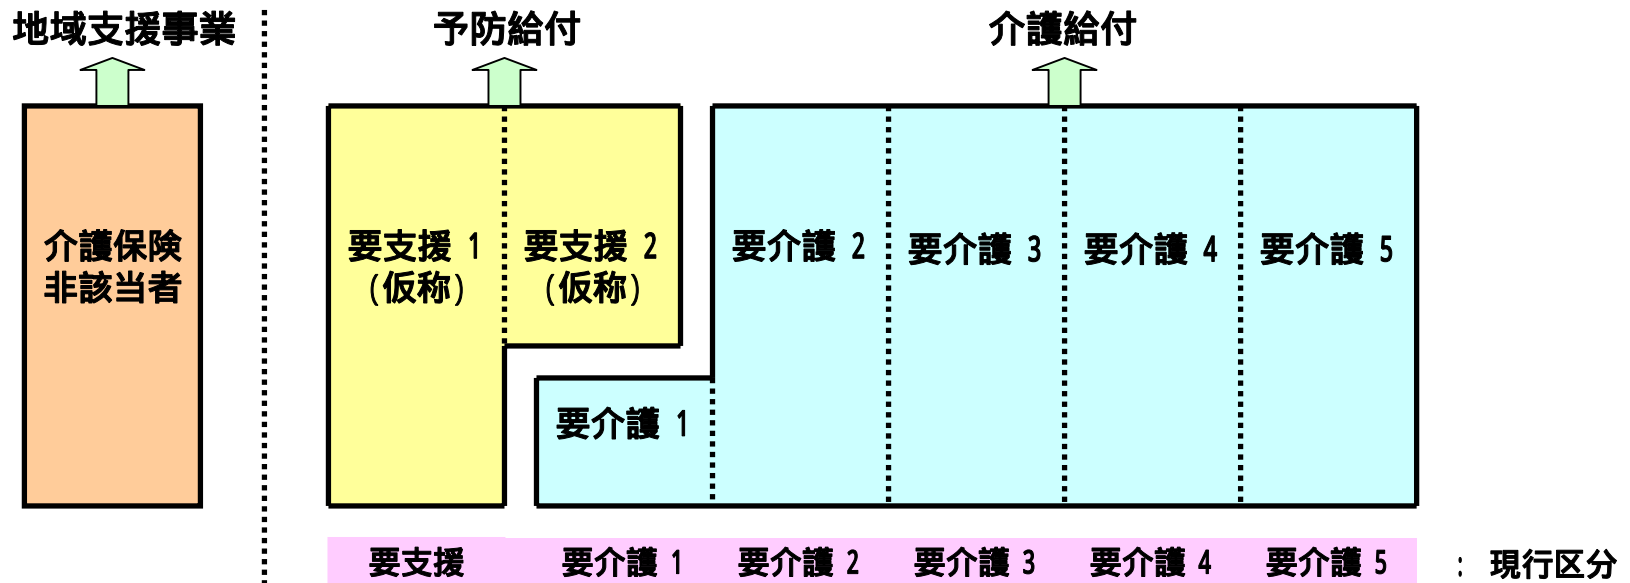 地域支援事業
予防給付
介護給付
介護保険
非該当者
要支援 1
(仮称)
要支援 2
(仮称)
要介護 2
要介護 3
要介護 4
要介護 5
要介護 1
要支援
要介護 1
要介護 2
要介護 3
要介護 4
要介護 5
: 現行区分